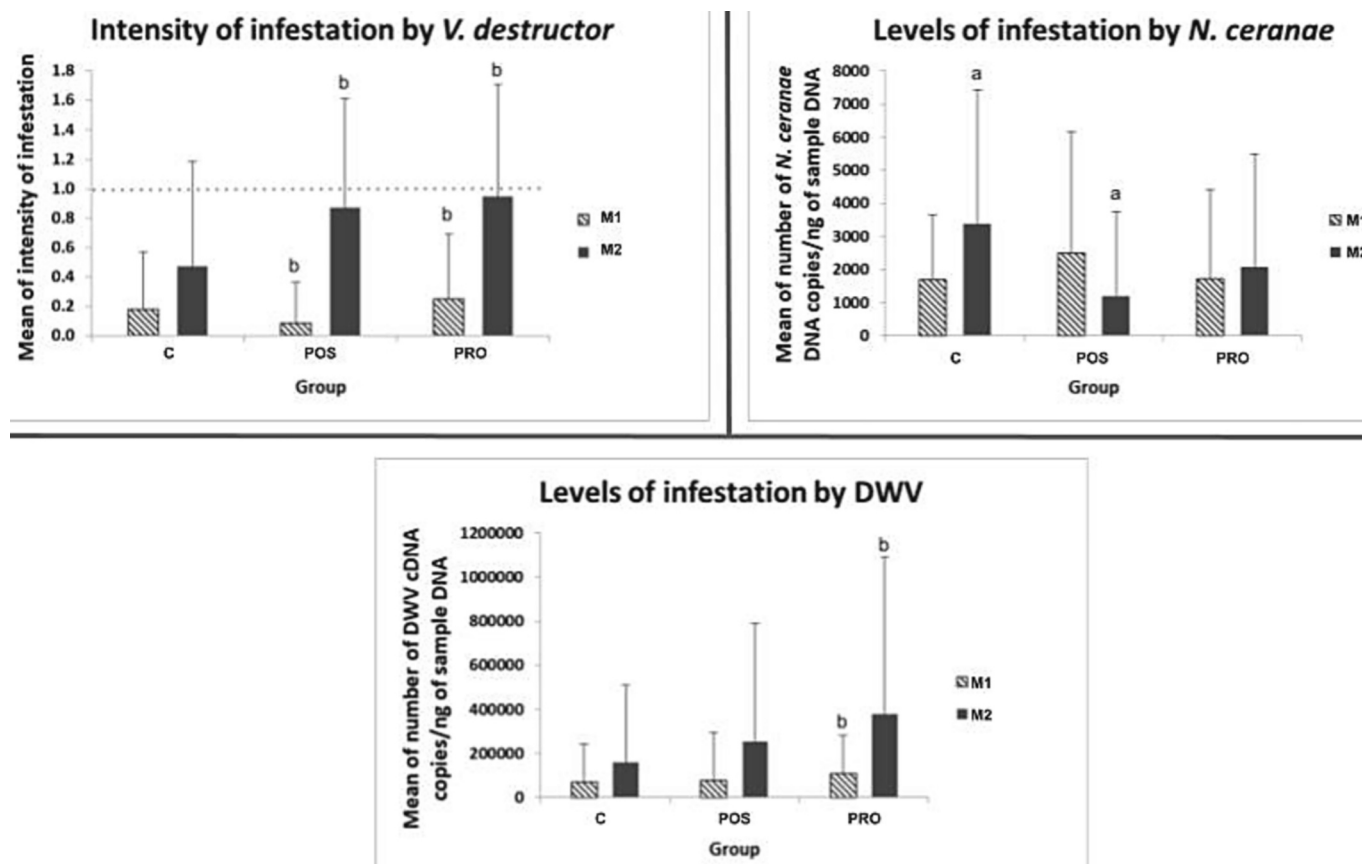 Intensity of infestation by V. destructor
Mean of intensity of infestation
1.8
1.6
1.4
1.2
1.0
0.8
0.6
0.4
0.2
0.0
b
b
b
b
M1
M2
C POS PRO
Group
Levels of infestation by N. ceranae
Mean of number of N. ceranae
DNA copies/ng of sample DNA
8000
7000
6000
5000
4000
3000
2000
1000
0
a
a
M1
M2
C POS PRO
Group
Levels of infestation by DWV
Mean of number of DWV cDNA
copies/ng of sample DNA
1200000
1000000
800000
600000
400000
200000
0
b
b
M1
M2
C POS PRO
Group